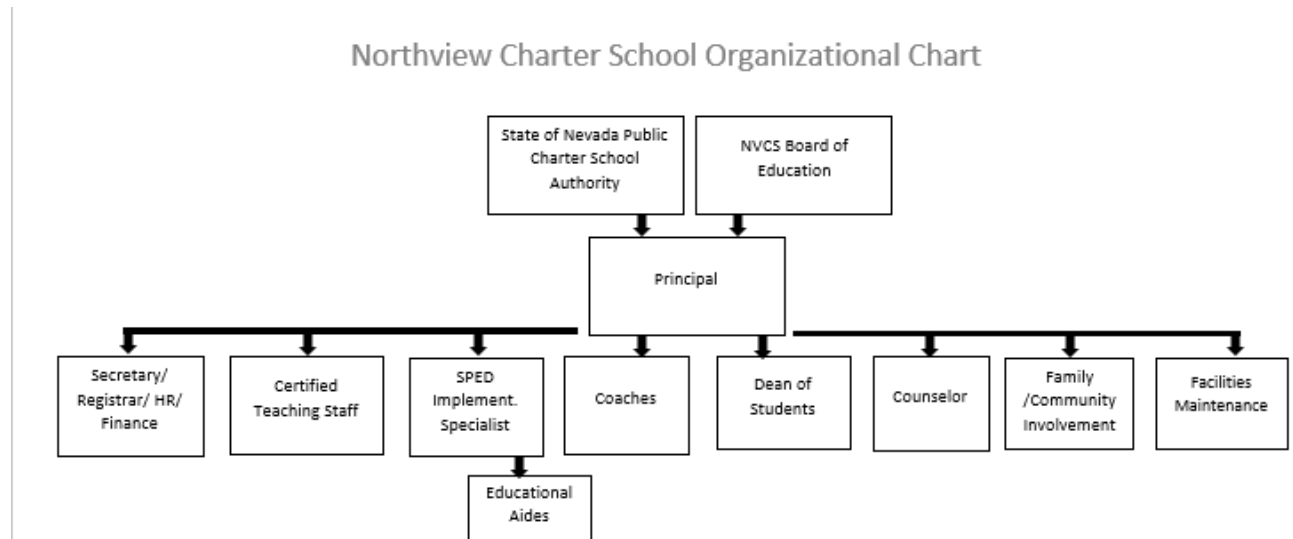 Northview Charter School Organizational Chart
State of Nevada Public
Charter School
Authority
NVCS Board of
Education
Principal
Secretary/
Registrar/ HR/
Finance
Certified
Teaching Staff
SPED
Implement.
Specialist
Coaches
Dean of
Students
Counselor
Family
/Community
Involvement
Facilities
Maintenance
Educational
Aides